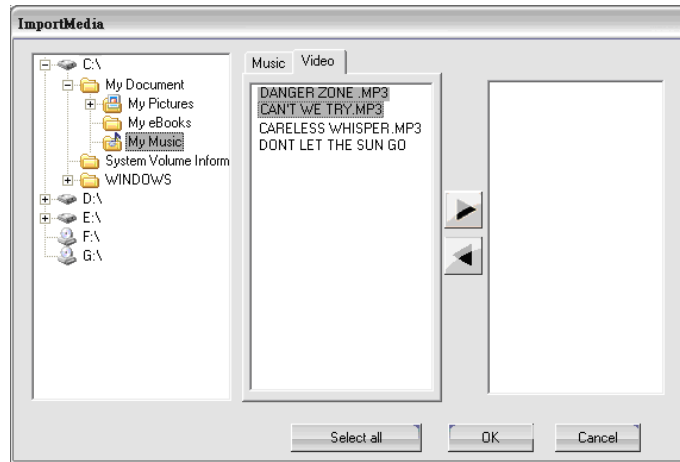 ImportMedia
C:\
My Document
My Pictures
My eBooks
My Music
System Volume Inform
WINDOWS
D:\
E:\
F:\
G:\
Music Video
DANGER ZONE .MP3
CAN'T WE TRY.MP3
CARELESS WHISPER.MP3
DONT LET THE SUN GO
Select all OK Cancel